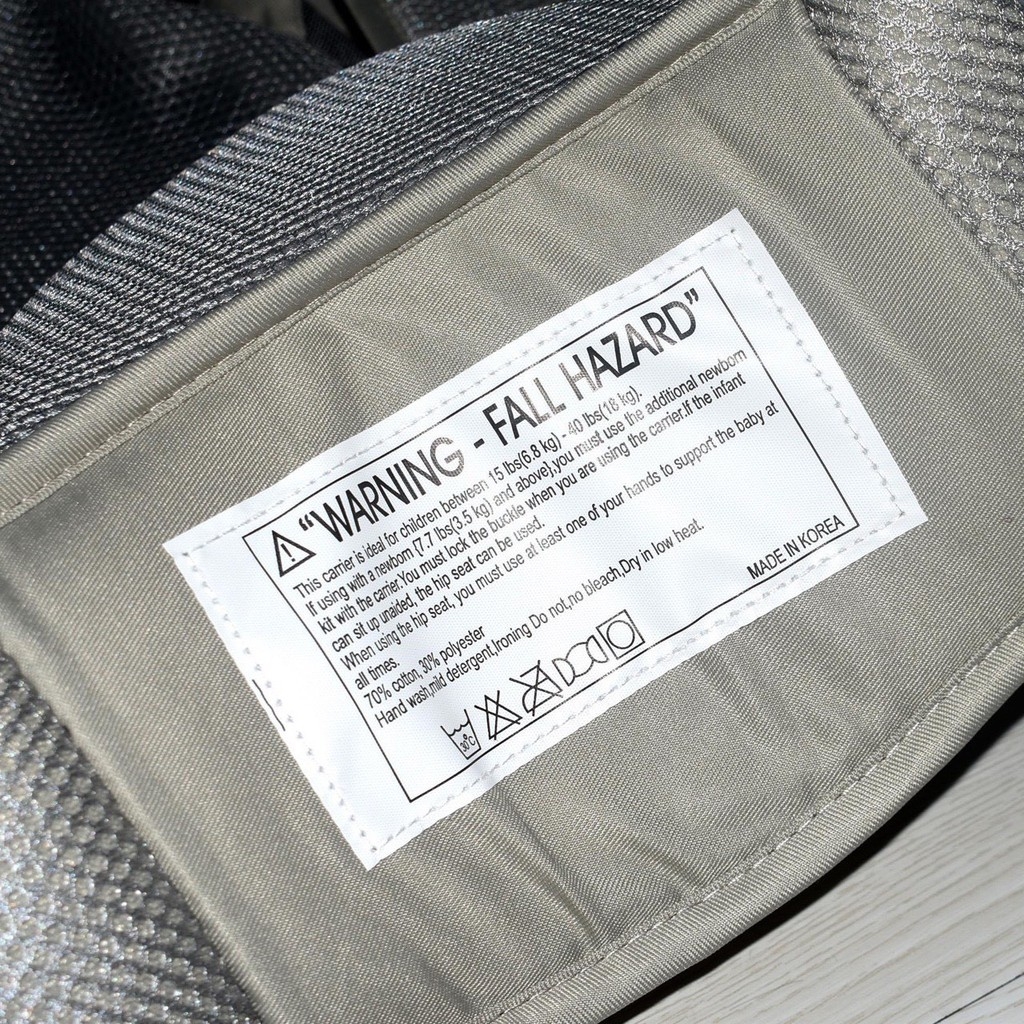 "WARNING - FALL HAZARD"
This carrier is ideal for children between 15 lbs(6.8 kg) - 40 lbs(18 kg).
If using with a newborn [7.7 lbs(3.5 kg) and above],you must use the additional newborn
kit with the carrier.You must lock the buckle when you are using the carrier.If the infant
can sit up unaided, the hip seat can be used.
When using the hip seat, you must use at least one of your hands to support the baby at
all times.
70% cotton, 30% polyester
Hand wash,mild detergent,Ironing Do not,no bleach,Dry in low heat.
30°C
MADE IN KOREA